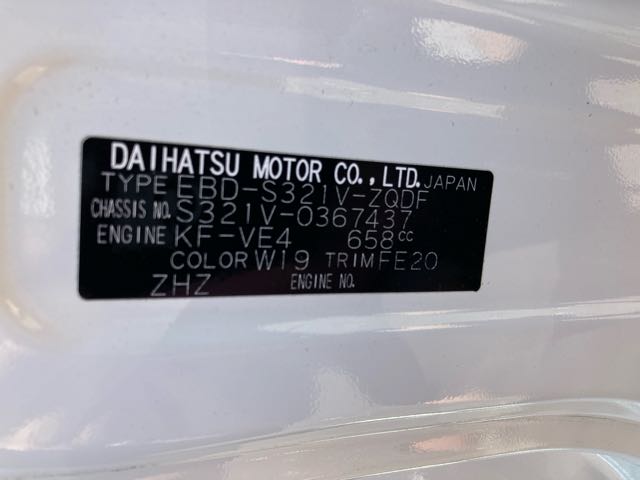 DAIHATSU MOTOR CO., LTD. JAPAN
TYPE EBD-S321V-ZQDF
CHASSIS NO. S321V-0367437
ENGINE KF-VE4 658cc
COLOR W19 TRIM FE20
ZHZ ENGINE NO.